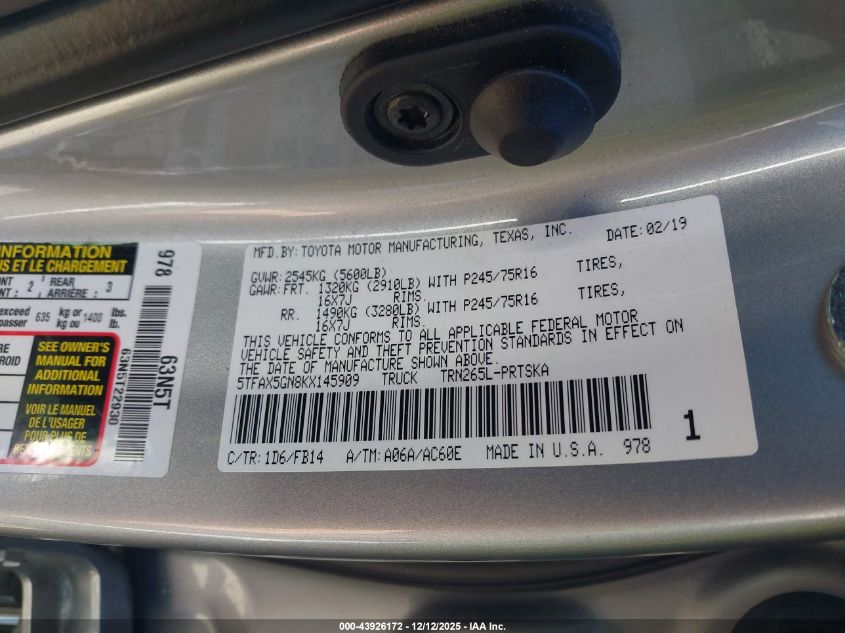 MFD.BY: TOYOTA MOTOR MANUFACTURING, TEXAS, INC. DATE: 02/19
GVWR: 2545KG (5600LB)
GAWR: FRT. 1320KG (2910LB) WITH P245/75R16 TIRES,
16X7J RIMS.
RR. 1490KG (3280LB) WITH P245/75R16 TIRES,
16X7J RIMS.
THIS VEHICLE CONFORMS TO ALL APPLICABLE FEDERAL MOTOR
VEHICLE SAFETY AND THEFT PREVENTION STANDARDS IN EFFECT ON
THE DATE OF MANUFACTURE SHOWN ABOVE.
5TFAX5GN8KX145909 TRUCK TRN265L-PRTSKA
C/TR: 1D6/FB14 A/TM: A06A/AC60E MADE IN U.S.A. 978
1
INFORMATION
US ET LE CHARGEMENT
2 REAR
ARRIÈRE : 3
exceed 635 kg or 1400 lbs.
passer kg ou lb.
SEE OWNER'S
MANUAL FOR
ADDITIONAL
INFORMATION
VOIR LE MANUEL
DE L'USAGER
POUR PLUS DE
RENSEIGNEMENTS
978
63N5T
63N5T22930
000-43926172 - 12/12/2025 - IAA Inc.